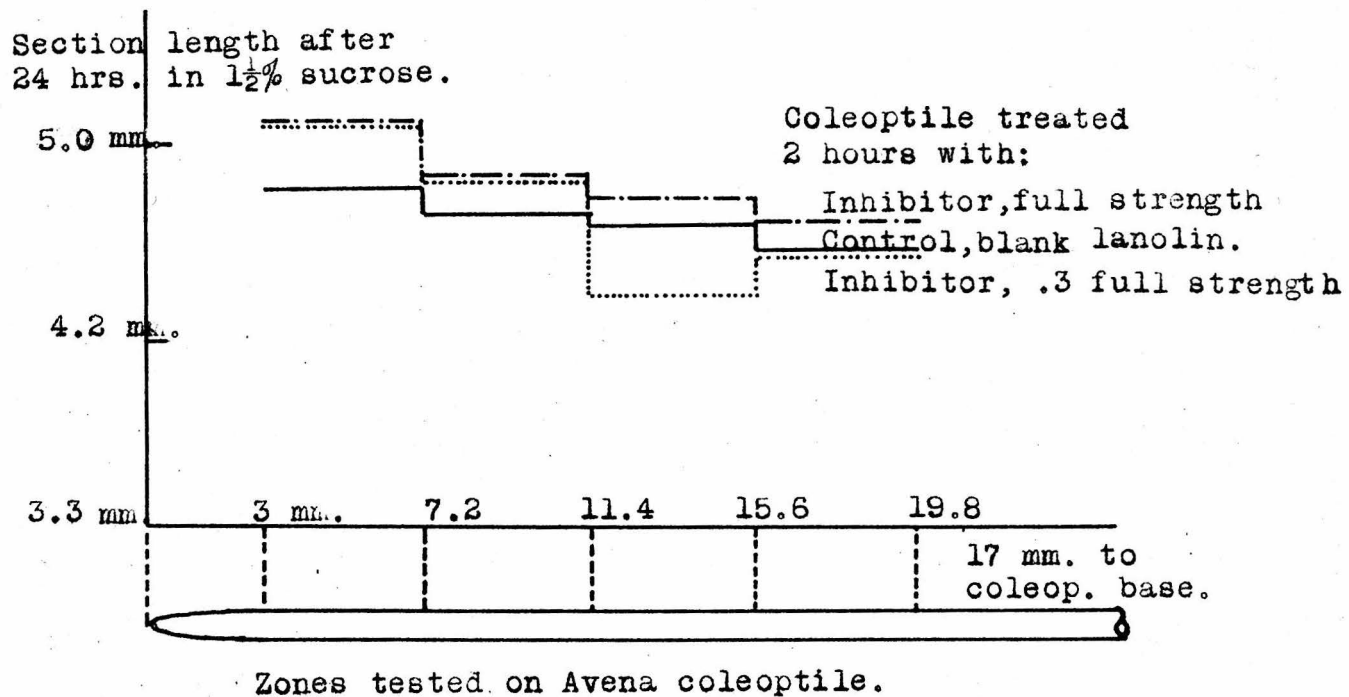 Section length after
24 hrs. in 1½% sucrose.
5.0 mm.
Coleoptile treated
2 hours with:
Inhibitor,full strength
Control,blank lanolin.
Inhibitor, .3 full strength
4.2 mm.
3.3 mm
3 mm.
7.2
11.4
15.6
19.8
17 mm. to
coleop. base.
Zones tested on Avena coleoptile.